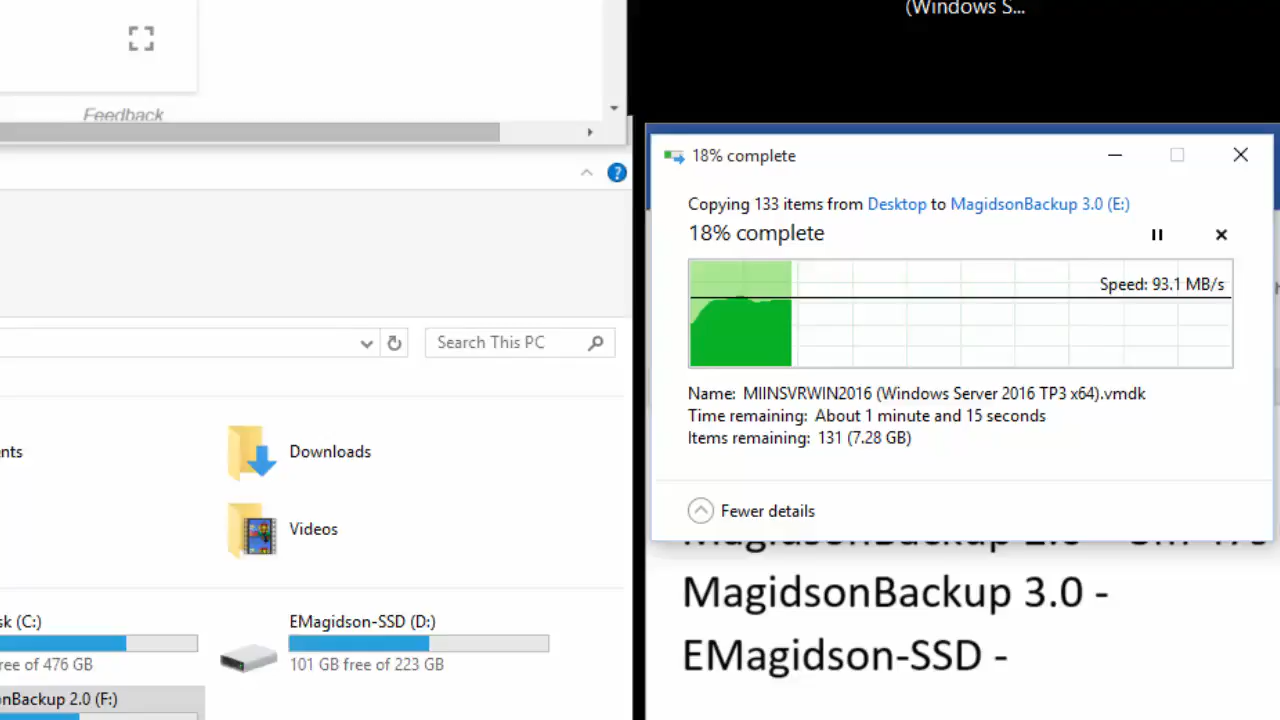 (Windows S...
Feedback
18% complete
Copying 133 items from Desktop to MagidsonBackup 3.0 (E:)
18% complete
Speed: 93.1 MB/s
Search This PC
Name: MIINSVRWIN2016 (Windows Server 2016 TP3 x64).vmdk
Time remaining: About 1 minute and 15 seconds
Items remaining: 131 (7.28 GB)
nts
Downloads
Fewer details
Videos
MagidsonBackup 3.0 -
EMagidson-SSD -
sk (C:)
EMagidson-SSD (D:)
ree of 476 GB
101 GB free of 223 GB
nBackup 2.0 (F:)